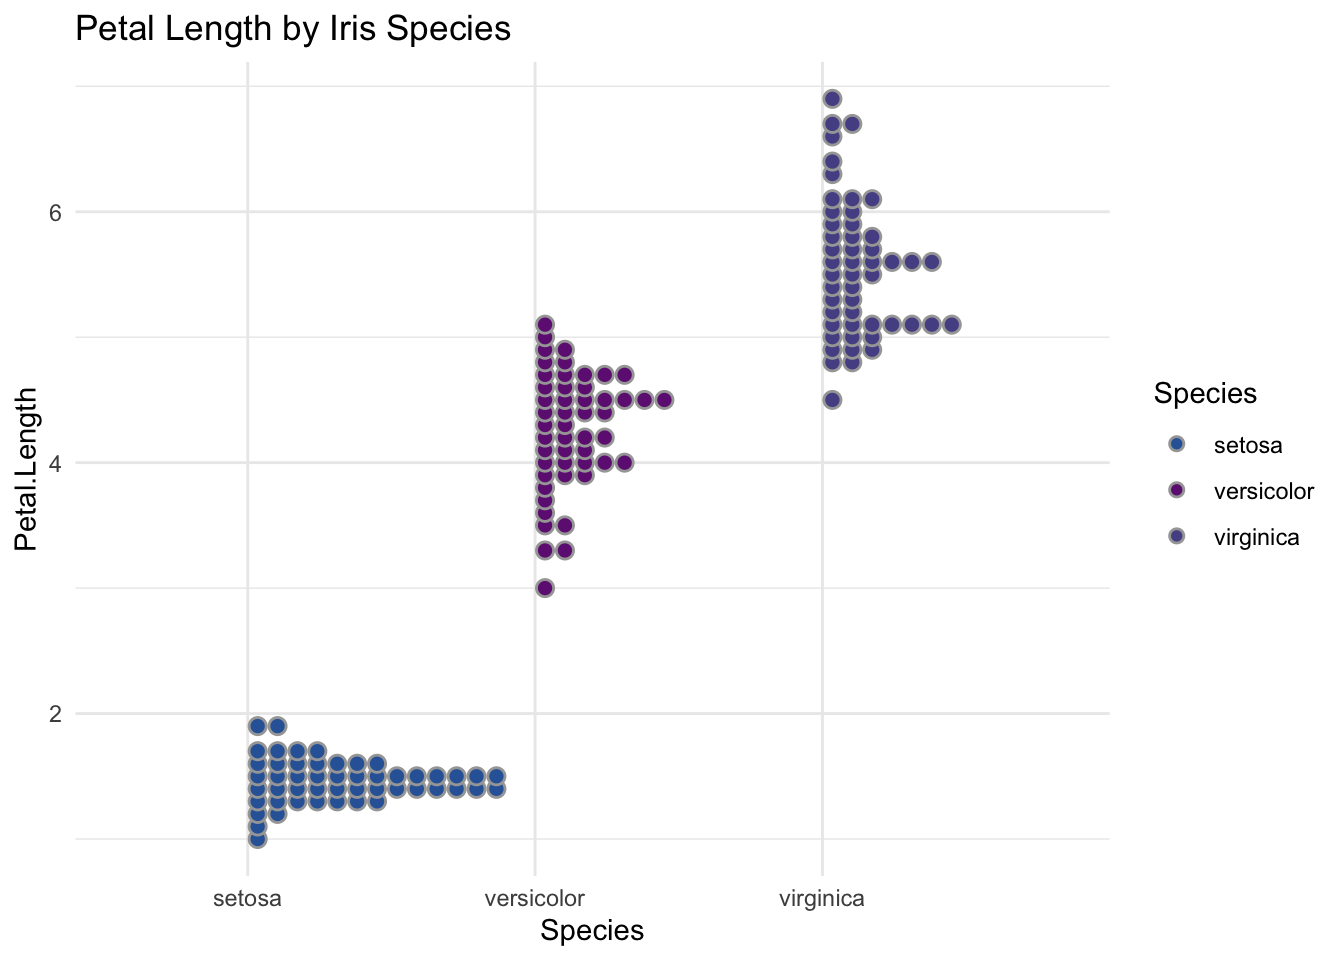 Petal Length by Iris Species
6
4
2
Petal.Length
setosa
versicolor
virginica
Species
Species
setosa
versicolor
virginica